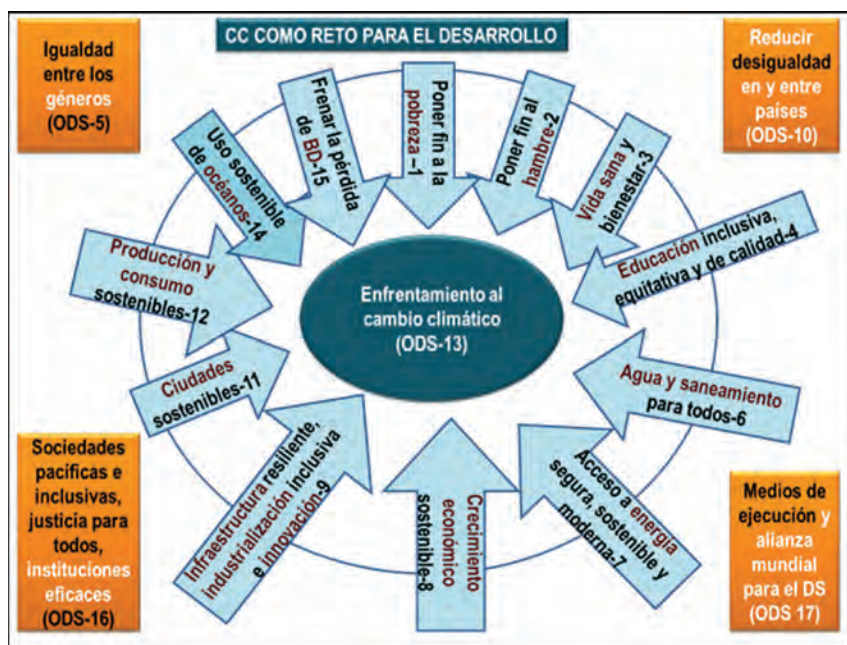 CC COMO RETO PARA EL DESARROLLO
Igualdad
entre los
géneros
(ODS-5)
Reducir
desigualdad
en y entre
países
(ODS-10)
Poner fin a la
pobreza –1
Poner fin al
hambre-2
Vida sana y
bienestar-3
Educación inclusiva,
equitativa y de calidad-4
Agua y saneamiento
para todos-6
Acceso a energía
segura, sostenible y
moderna-7
Crecimiento
económico
sostenible-8
Infraestructura resiliente,
industrialización inclusiva
e innovación-9
Ciudades
sostenibles-11
Producción y
consumo
sostenibles-12
Uso sostenible
de océanos-14
Frenar la pérdida
de BD-15
Enfrentamiento al
cambio climático
(ODS-13)
Sociedades
pacíficas e
inclusivas,
justicia para
todos,
instituciones
eficaces
(ODS-16)
Medios de
ejecución y
alianza
mundial
para el DS
(ODS 17)